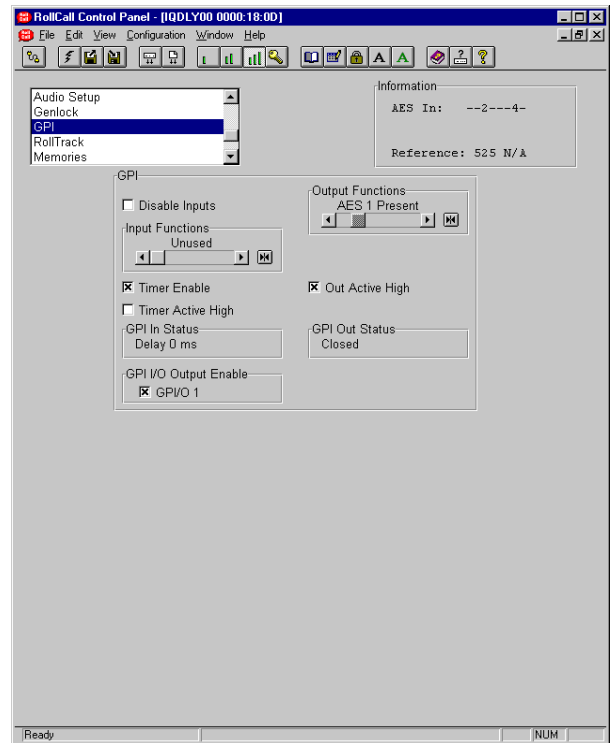 RollCall Control Panel - [IQDLY00 0000:18:0D]
File Edit View Configuration Window Help
A A
Audio Setup
Genlock
GPI
RollTrack
Memories
Information
AES In: --2---4-
Reference: 525 N/A
GPI
Disable Inputs
Output Functions
AES 1 Present
Input Functions
Unused
Timer Enable
Out Active High
Timer Active High
GPI In Status
Delay 0 ms
GPI Out Status
Closed
GPI I/O Output Enable
GPI/O 1
Ready
NUM